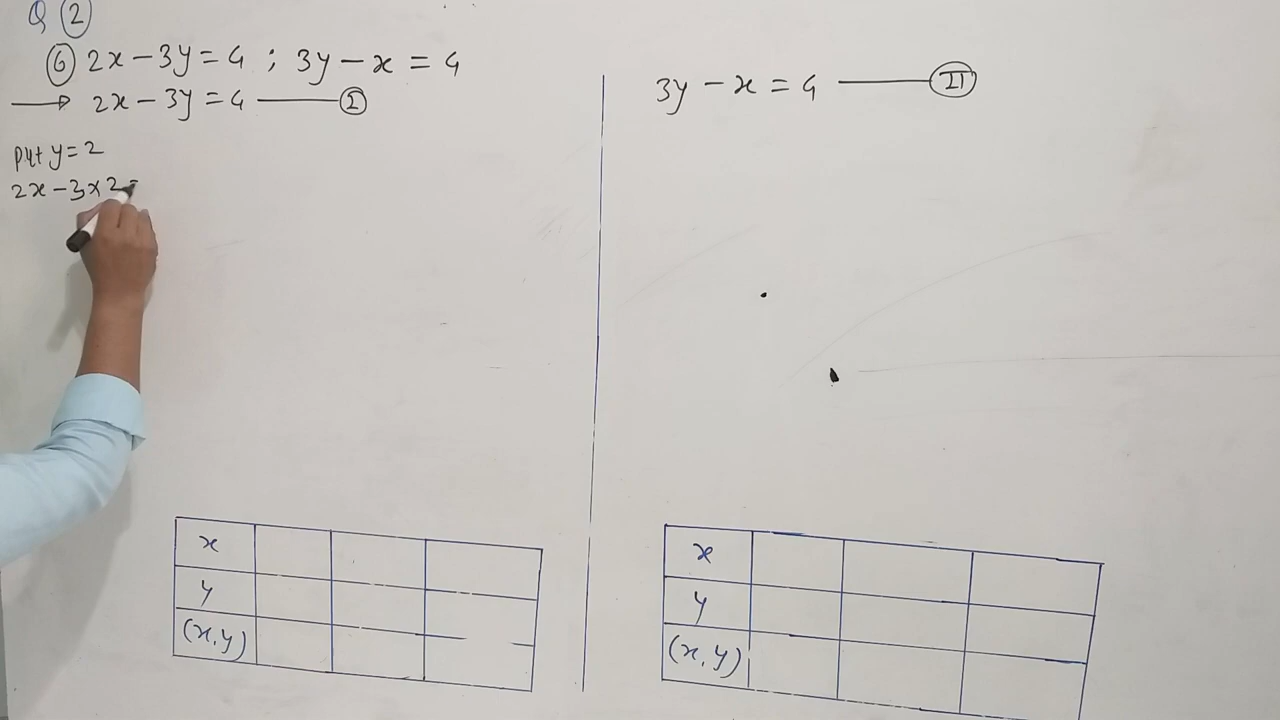 Q ②
⑥ 2x - 3y = 4 ; 3y - x = 4
→ 2x - 3y = 4 — Ⓘ
put y = 2
2x - 3 × 2 =
3y - x = 4 — II
x
y
(x, y)
x
y
(x, y)